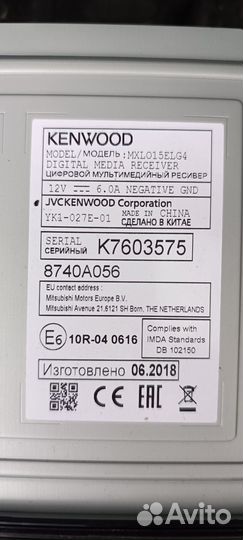 KENWOOD
MODEL/МОДЕЛЬ: MXL015ELG4
DIGITAL MEDIA RECEIVER
ЦИФРОВОЙ МУЛЬТИМЕДИЙНЫЙ РЕСИВЕР
12V 6.0A NEGATIVE GND
JVCKENWOOD Corporation
YK1-027E-01 MADE IN CHINA
СДЕЛАНО В КИТАЕ
SERIAL
СЕРИЙНЫЙ K7603575
8740A056
EU contact address :
Mitsubishi Motors Europe B.V.
Mitsubishi Avenue 21,6121 SH Born, THE NETHERLANDS
E6 10R-04 0616
Complies with
IMDA Standards
DB 102150
Изготовлено 06.2018
EAC CE
Avito